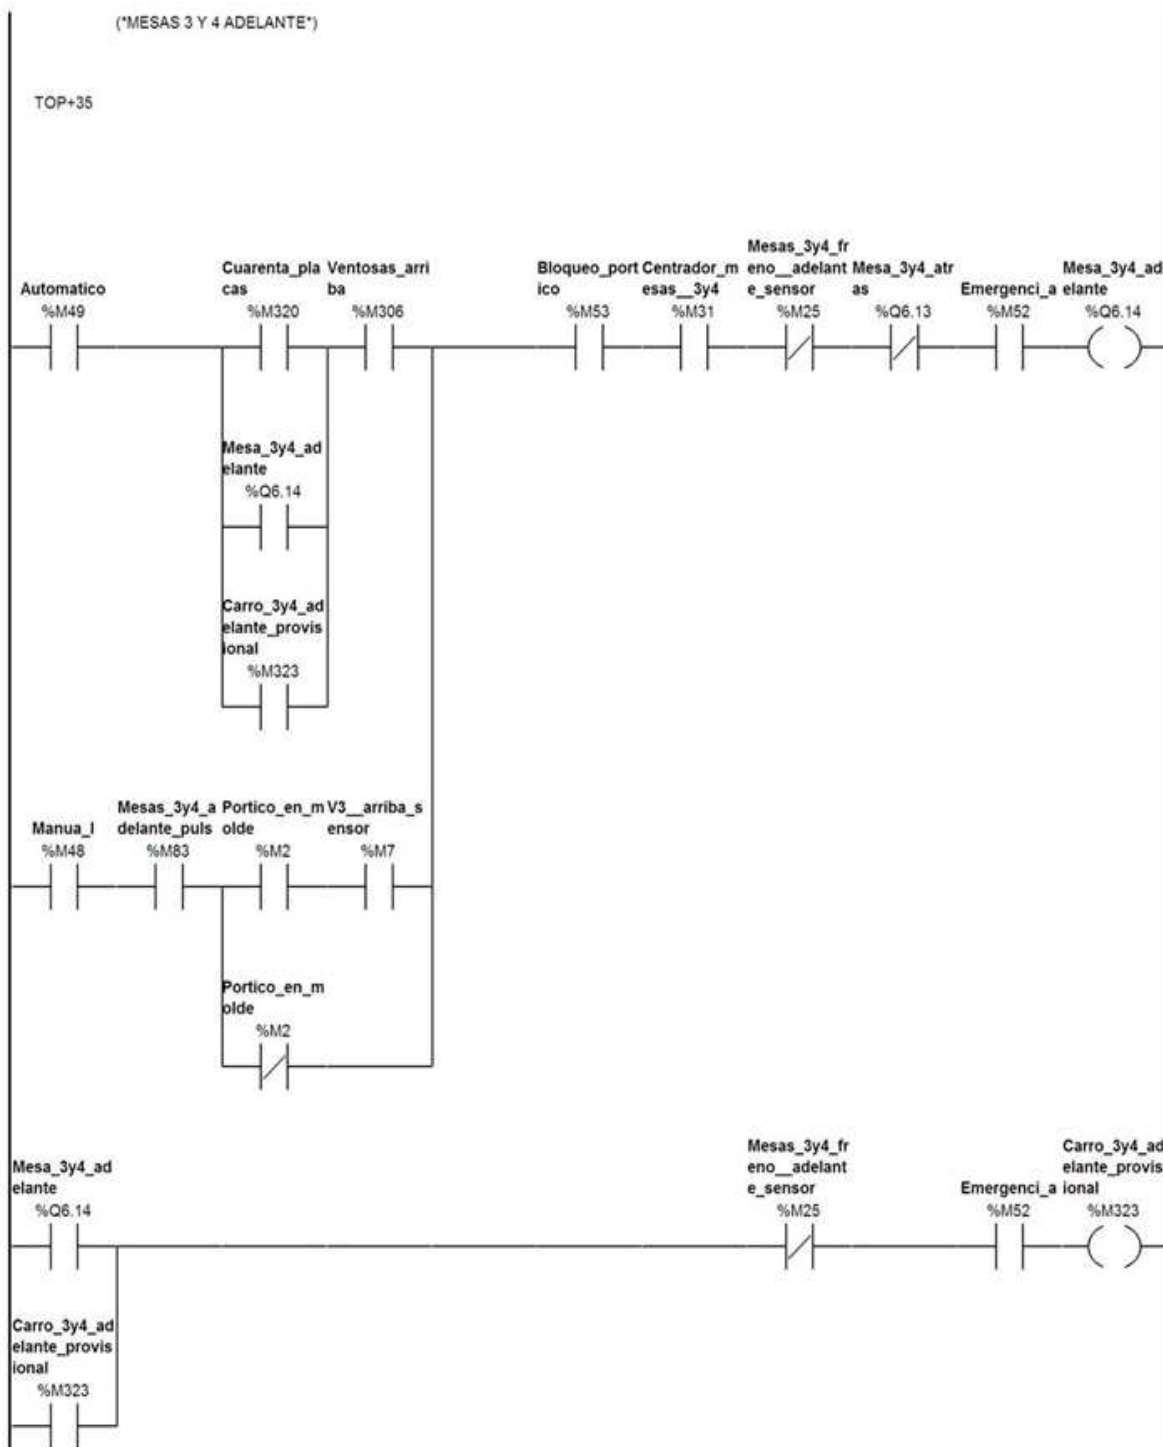 (*MESAS 3 Y 4 ADELANTE*)
TOP+35
Automatico
%M49
Cuarenta_pla
cas
%M320
Ventosas_arri
ba
%M306
Bloqueo_port
ico
%M53
Centrador_m
esas__3y4
%M31
Mesas_3y4_fr
eno__adelant
e_sensor
%M25
Mesa_3y4_atr
as
%Q6.13
Emergenci_a
%M52
Mesa_3y4_ad
elante
%Q6.14
Mesa_3y4_ad
elante
%Q6.14
Carro_3y4_ad
elante_provis
ional
%M323
Manua_l
%M48
Mesas_3y4_a
delante_puls
%M83
Portico_en_m
olde
%M2
V3__arriba_s
ensor
%M7
Portico_en_m
olde
%M2
Mesa_3y4_ad
elante
%Q6.14
Mesas_3y4_fr
eno__adelant
e_sensor
%M25
Emergenci_a
%M52
Carro_3y4_ad
elante_provis
ional
%M323
Carro_3y4_ad
elante_provis
ional
%M323